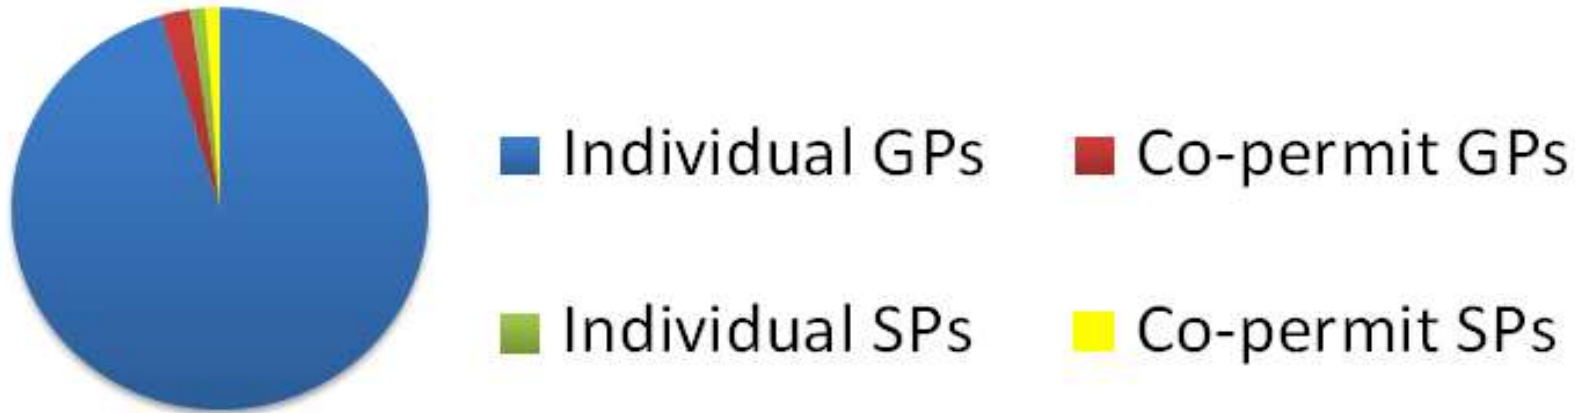 Individual GPs Co-permit GPs
Individual SPs Co-permit SPs